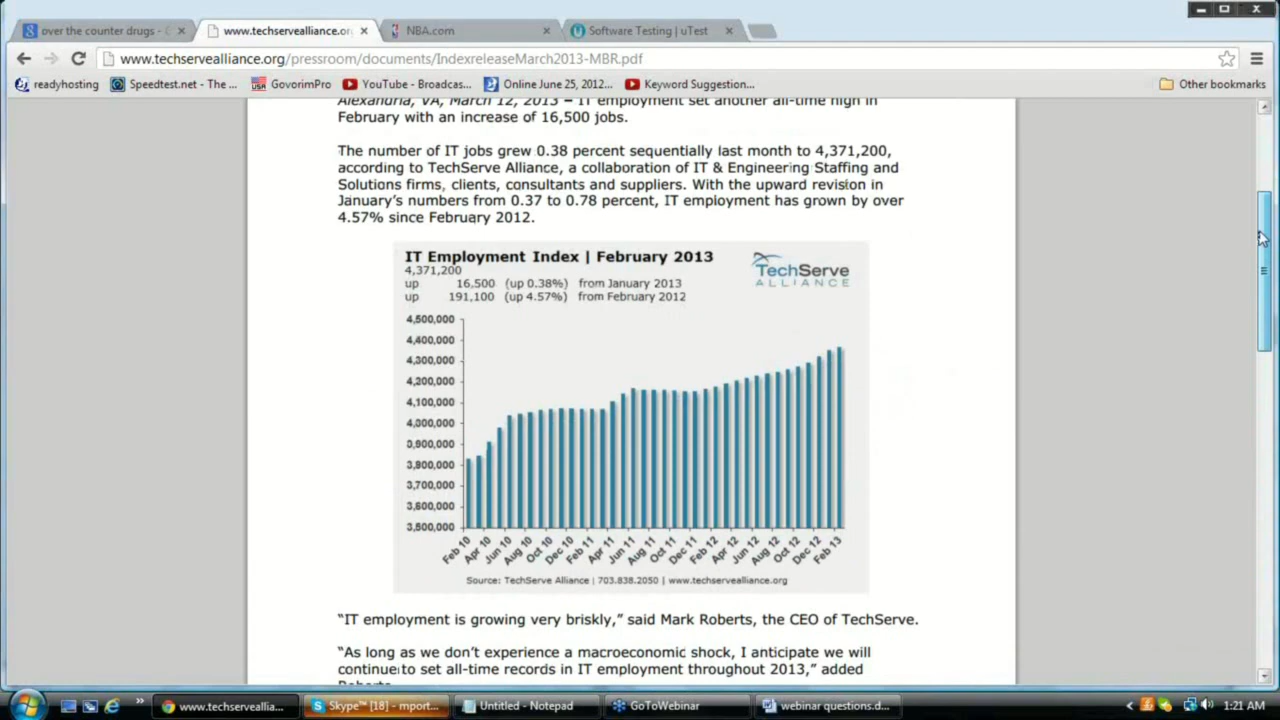 over the counter drugs -
www.techservealliance.or
NBA.com
Software Testing | uTest
www.techservealliance.org/pressroom/documents/IndexreleaseMarch2013-MBR.pdf
readyhosting
Speedtest.net - The ...
GovorimPro
YouTube - Broadcas...
Online June 25, 2012...
Keyword Suggestion...
Other bookmarks
Alexandria, VA, March 12, 2013 – IT employment set another all-time high in
February with an increase of 16,500 jobs.
The number of IT jobs grew 0.38 percent sequentially last month to 4,371,200,
according to TechServe Alliance, a collaboration of IT & Engineering Staffing and
Solutions firms, clients, consultants and suppliers. With the upward revision in
January’s numbers from 0.37 to 0.78 percent, IT employment has grown by over
4.57% since February 2012.
IT Employment Index | February 2013
4,371,200
up 16,500 (up 0.38%) from January 2013
up 191,100 (up 4.57%) from February 2012
TechServe
ALLIANCE
4,500,000
4,400,000
4,300,000
4,200,000
4,100,000
4,000,000
3,900,000
3,800,000
3,700,000
3,600,000
3,500,000
Feb 10 Apr 10 Jun 10 Aug 10 Oct 10 Dec 10 Feb 11 Apr 11 Jun 11 Aug 11 Oct 11 Dec 11 Feb 12 Apr 12 Jun 12 Aug 12 Oct 12 Dec 12 Feb 13
Source: TechServe Alliance | 703.838.2050 | www.techservealliance.org
“IT employment is growing very briskly,” said Mark Roberts, the CEO of TechServe.
“As long as we don’t experience a macroeconomic shock, I anticipate we will
continue to set all-time records in IT employment throughout 2013,” added
Roberts.
www.techserveallia...
Skype™ [18] - mport...
Untitled - Notepad
GoToWebinar
webinar questions.d...
1:21 AM